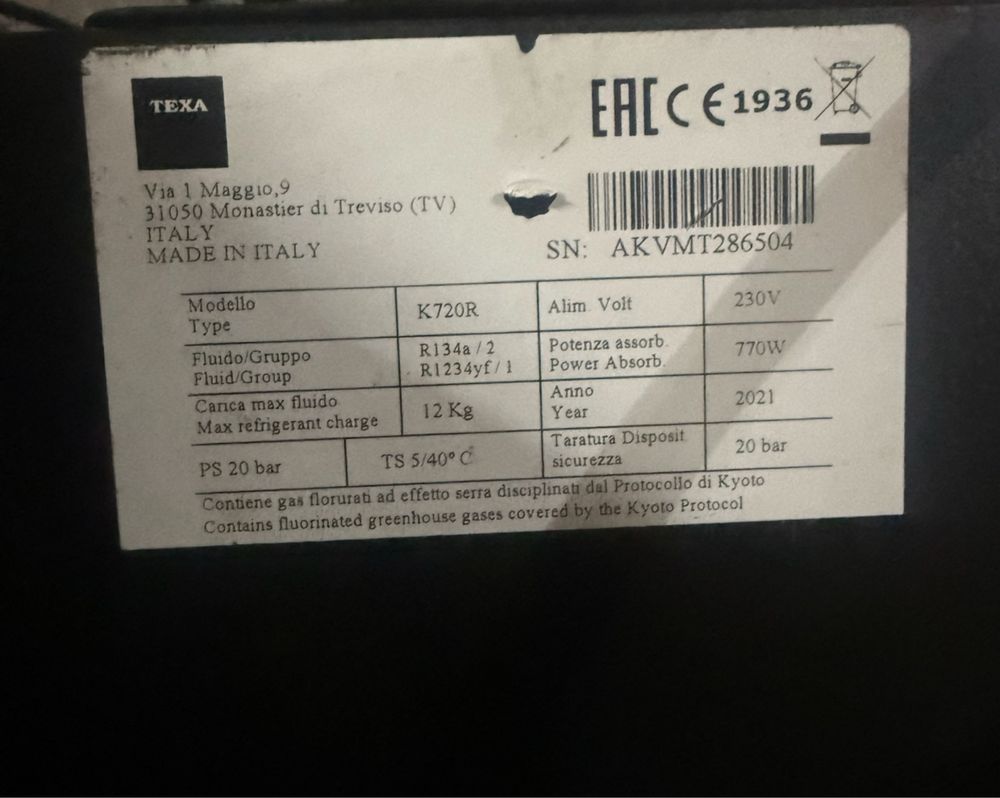 TEXA
EAC CE 1936
Via 1 Maggio,9
31050 Monastier di Treviso (TV)
ITALY
MADE IN ITALY
SN: AKVMT286504
Modello
Type
K720R
Alim. Volt
230V
Fluido/Gruppo
Fluid/Group
R134a / 2
R1234yf / 1
Potenza assorb.
Power Absorb.
770W
Carica max fluido
Max refrigerant charge
12 Kg
Anno
Year
2021
PS 20 bar
TS 5/40° C
Taratura Disposit
sicurezza
20 bar
Contiene gas florurati ad effetto serra disciplinati dal Protocollo di Kyoto
Contains fluorinated greenhouse gases covered by the Kyoto Protocol